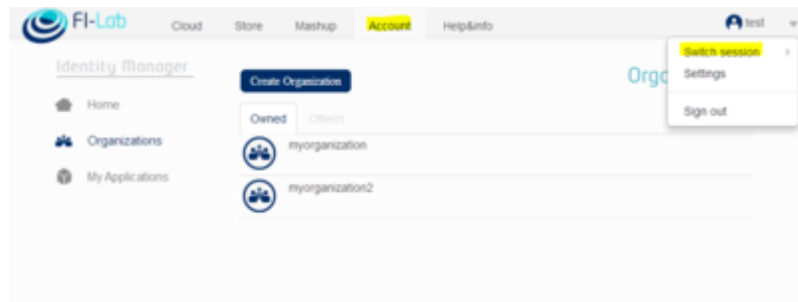 FI-Lab Cloud Store Mashup Account Help&info test
Identity Manager
Create Organization
Switch session
Settings
Sign out
Home
Organizations
My Applications
Owned Others
myorganization
myorganization2